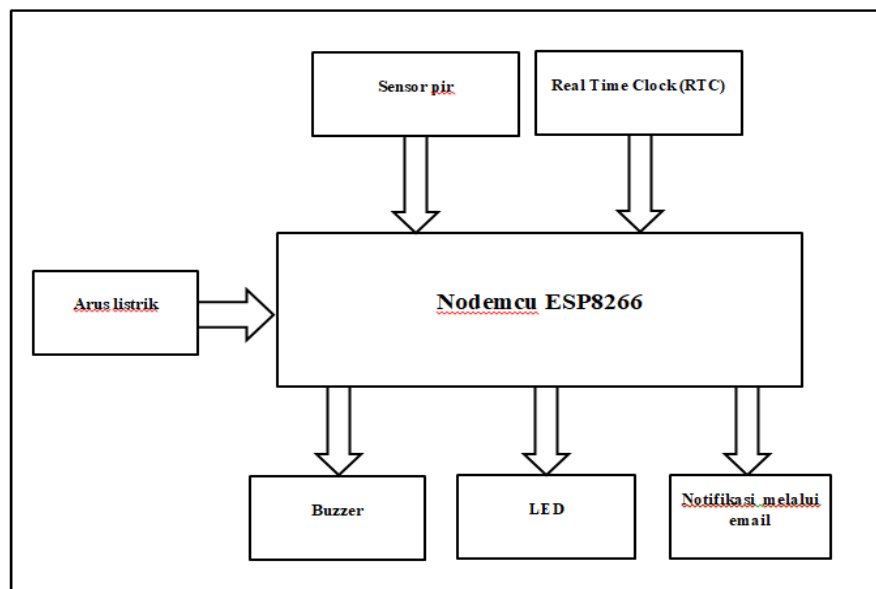 Sensor pir
Real Time Clock (RTC)
Arus listrik
Nodemcu ESP8266
Buzzer
LED
Notifikasi melalui
email